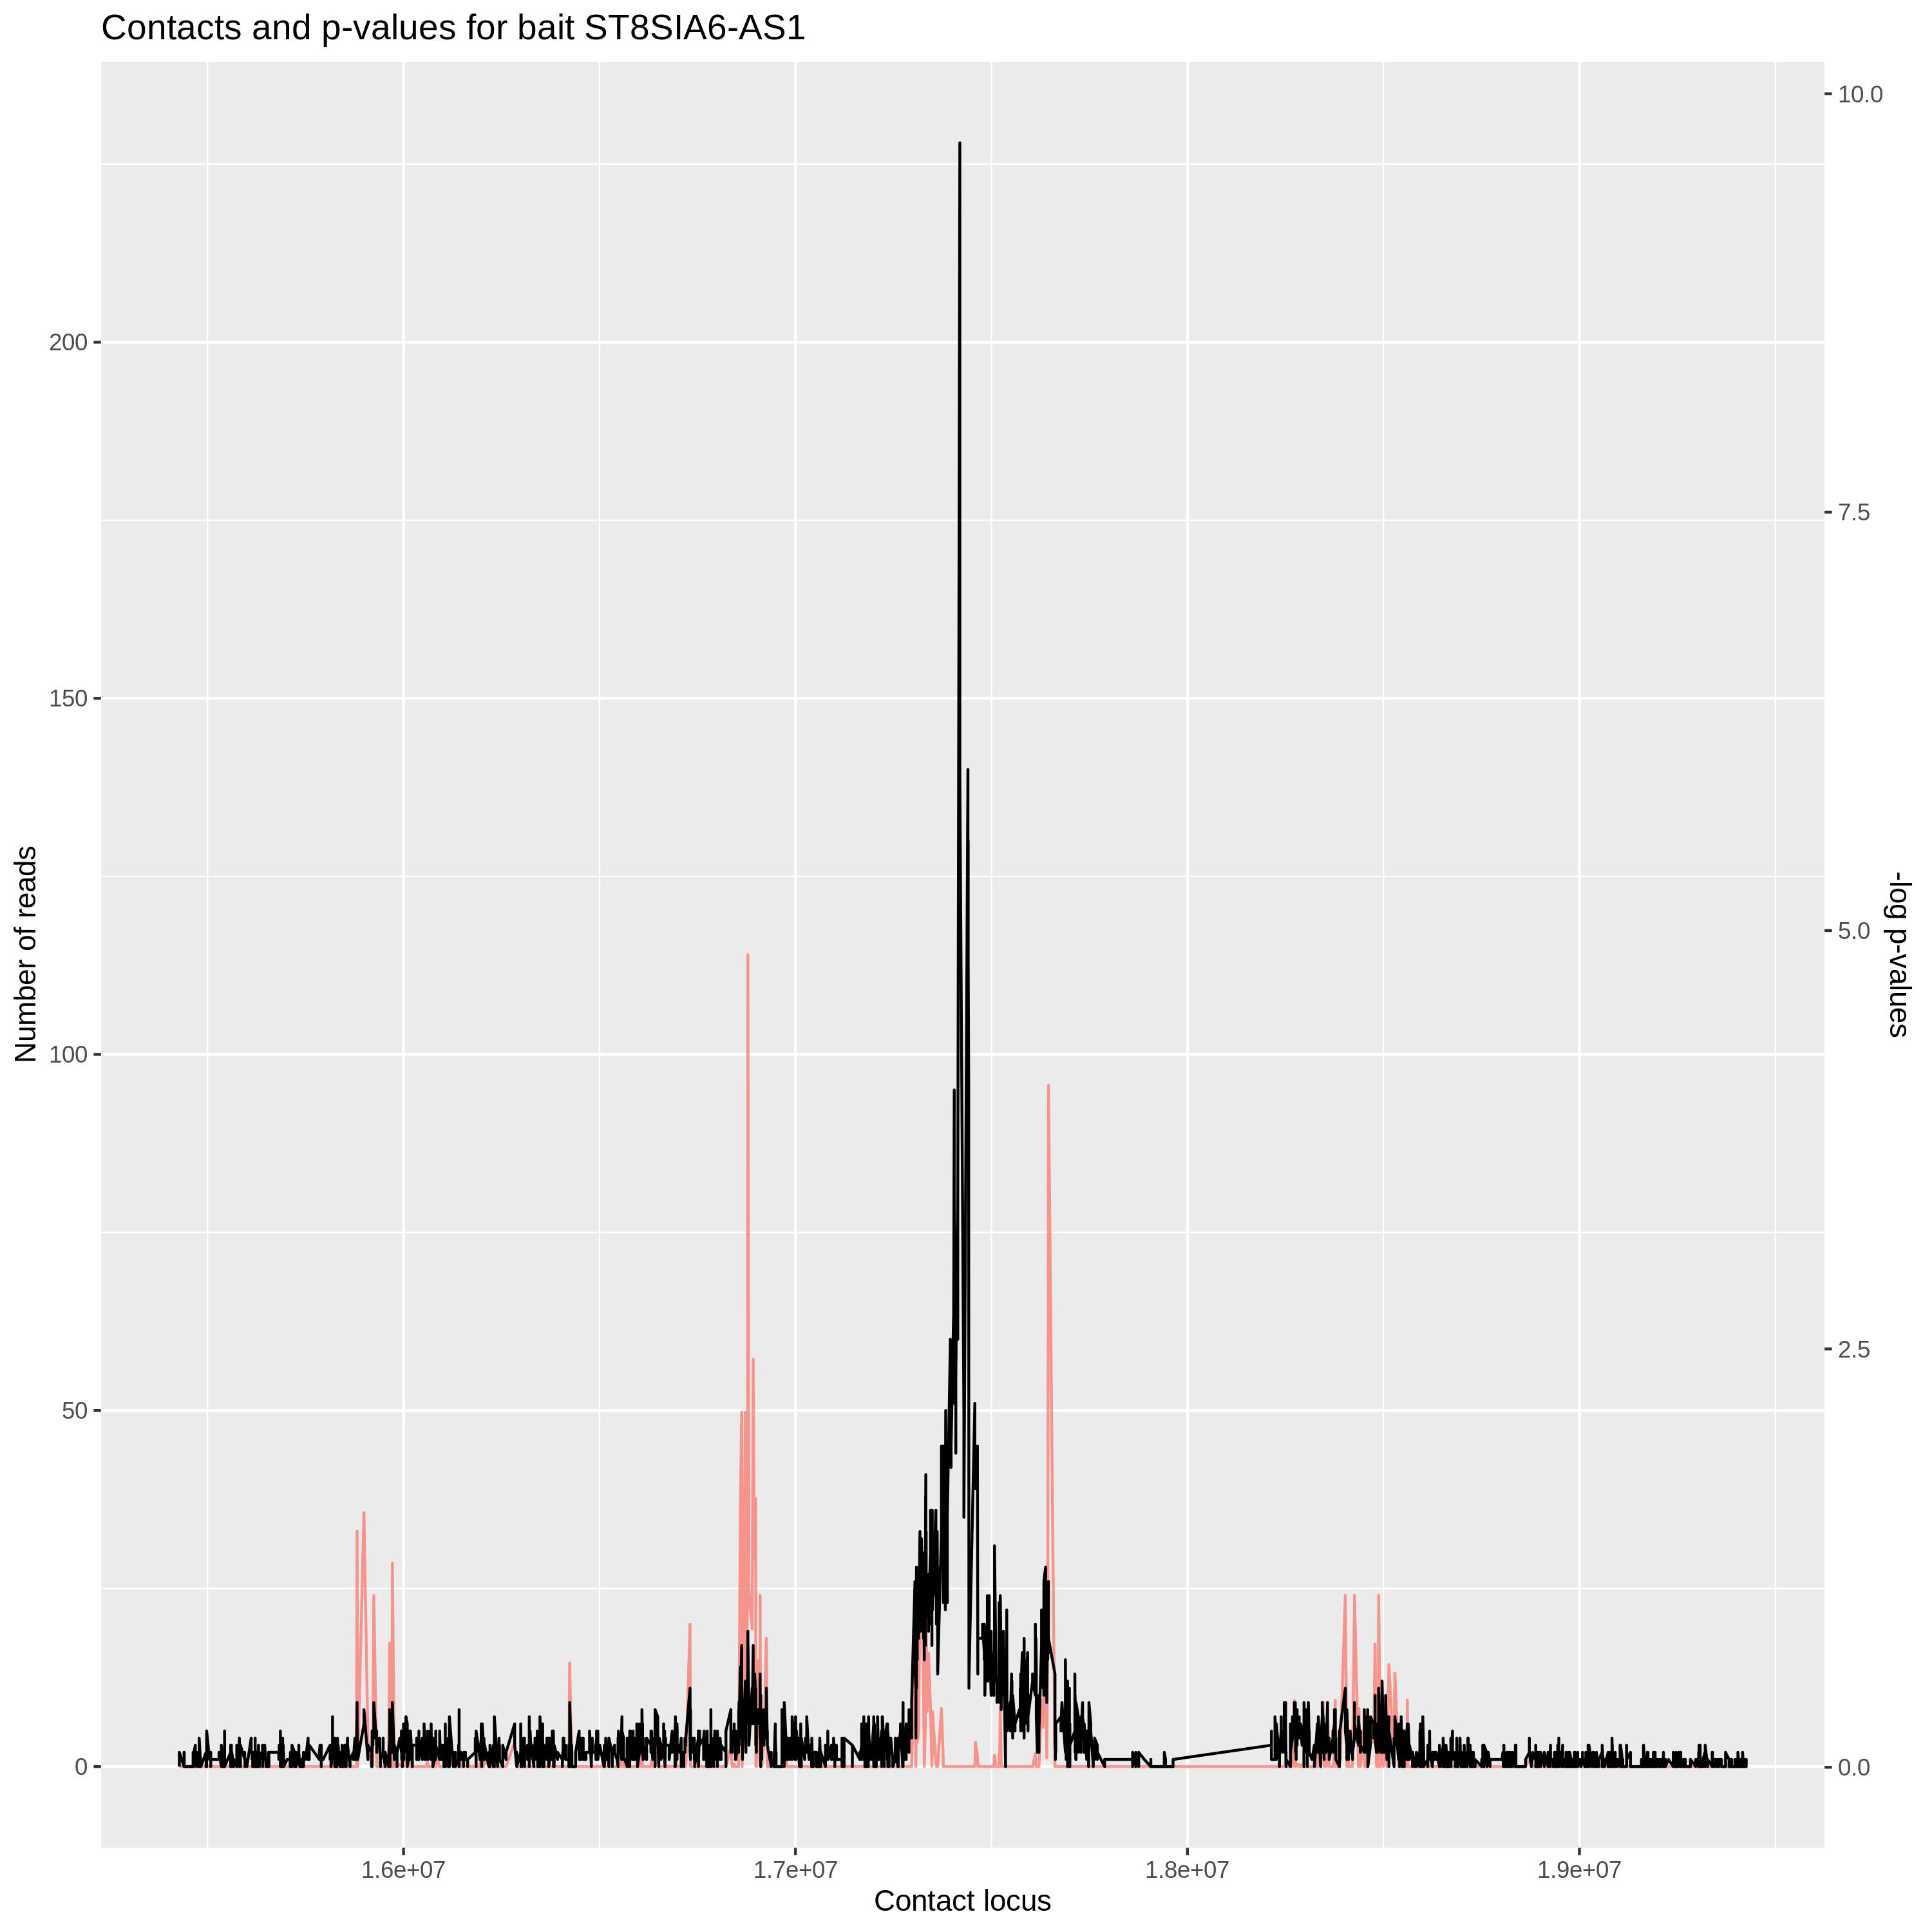 Contacts and p-values for bait ST8SIA6-AS1
Number of reads
200
150
100
50
0
10.0
7.5
5.0
2.5
0.0
-log p-values
1.6e+07
1.7e+07
1.8e+07
1.9e+07
Contact locus